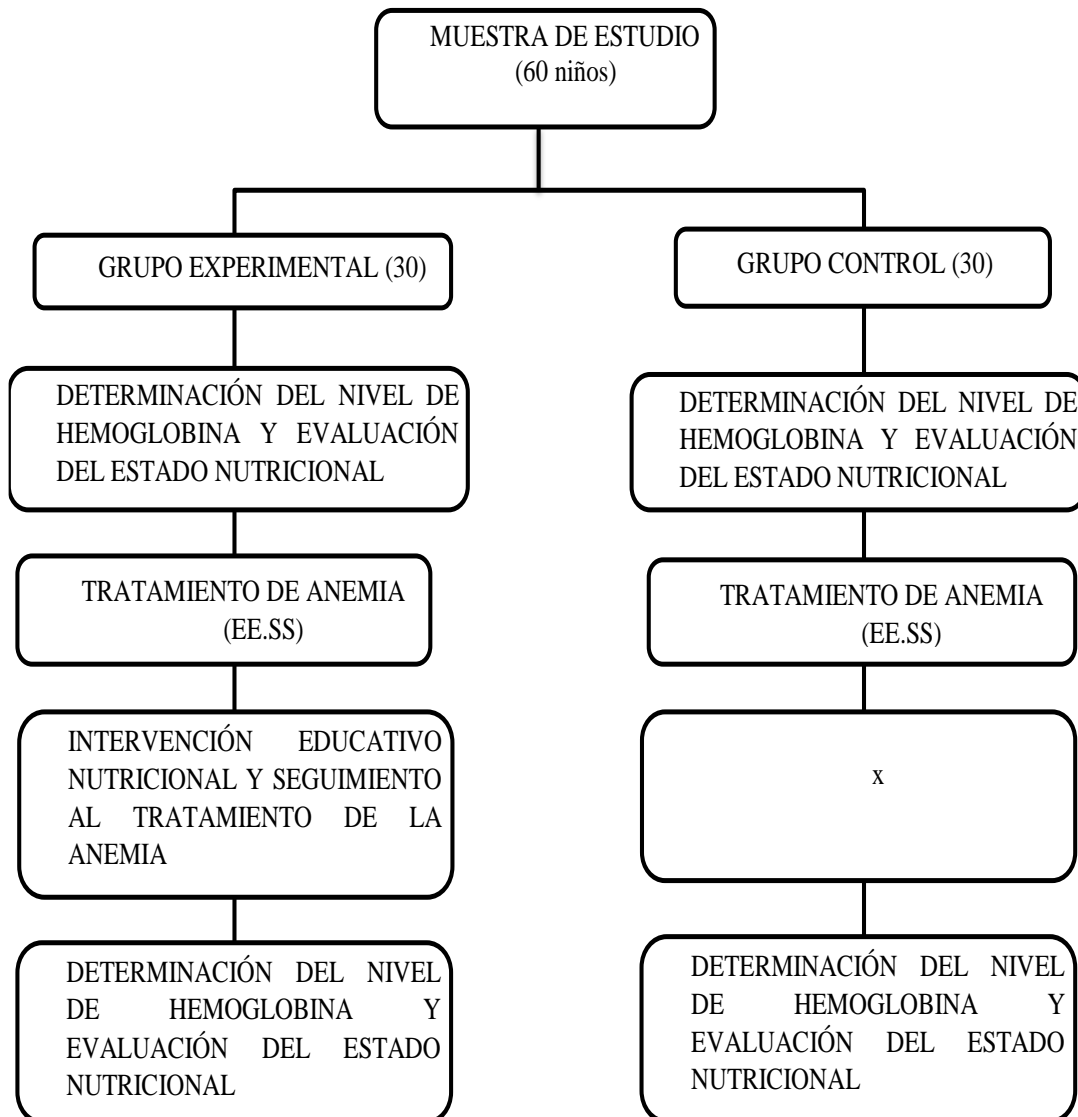 MUESTRA DE ESTUDIO
(60 niños)
GRUPO EXPERIMENTAL (30)
GRUPO CONTROL (30)
DETERMINACIÓN DEL NIVEL DE
HEMOGLOBINA Y EVALUACIÓN
DEL ESTADO NUTRICIONAL
DETERMINACIÓN DEL NIVEL DE
HEMOGLOBINA Y EVALUACIÓN
DEL ESTADO NUTRICIONAL
TRATAMIENTO DE ANEMIA
(EE.SS)
TRATAMIENTO DE ANEMIA
(EE.SS)
INTERVENCIÓN EDUCATIVO
NUTRICIONAL Y SEGUIMIENTO
AL TRATAMIENTO DE LA
ANEMIA
x
DETERMINACIÓN DEL NIVEL
DE HEMOGLOBINA Y
EVALUACIÓN DEL ESTADO
NUTRICIONAL
DETERMINACIÓN DEL NIVEL
DE HEMOGLOBINA Y
EVALUACIÓN DEL ESTADO
NUTRICIONAL